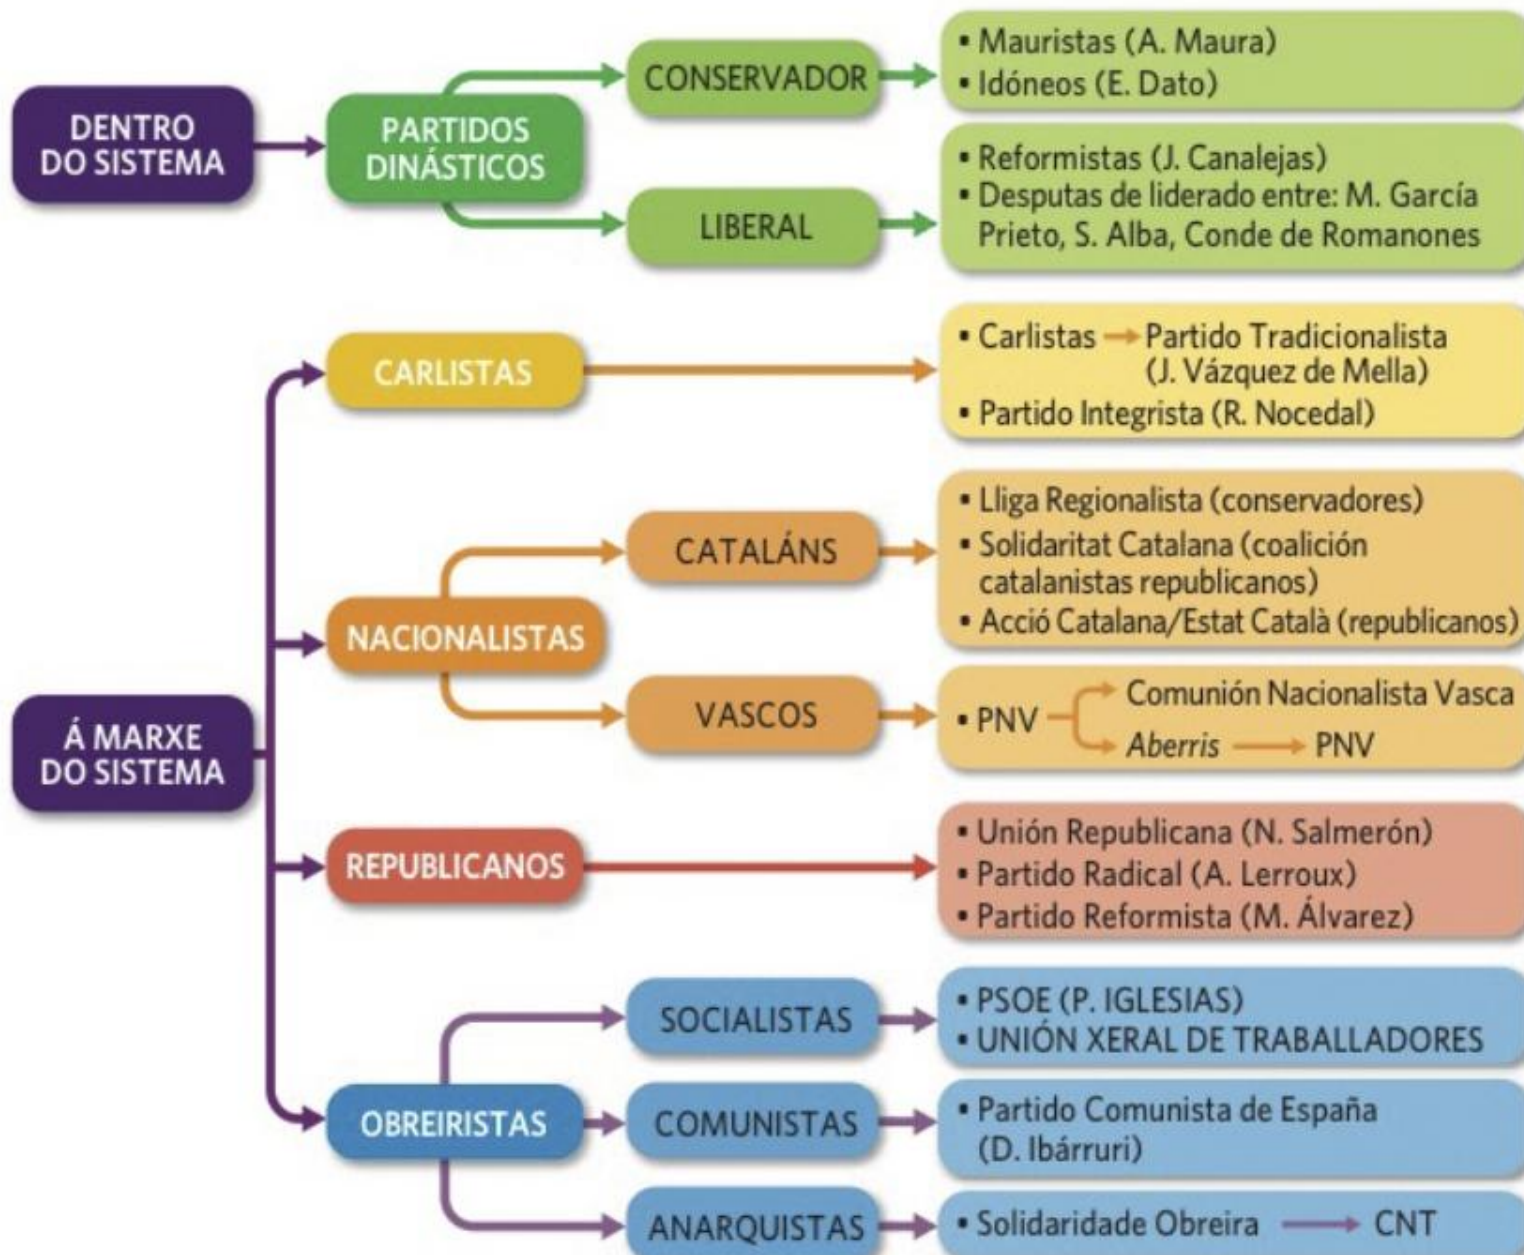 DENTRO
DO SISTEMA
PARTIDOS
DINÁSTICOS
CONSERVADOR
• Mauristas (A. Maura)
• Idóneos (E. Dato)
LIBERAL
• Reformistas (J. Canalejas)
• Desputas de liderado entre: M. García
Prieto, S. Alba, Conde de Romanones
Á MARXE
DO SISTEMA
CARLISTAS
• Carlistas → Partido Tradicionalista
(J. Vázquez de Mella)
• Partido Integrista (R. Nocedal)
NACIONALISTAS
CATALÁNS
• Lliga Regionalista (conservadores)
• Solidaritat Catalana (coalición
catalanistas republicanos)
• Acció Catalana/Estat Català (republicanos)
VASCOS
• PNV
Comunión Nacionalista Vasca
Aberris → PNV
REPUBLICANOS
• Unión Republicana (N. Salmerón)
• Partido Radical (A. Lerroux)
• Partido Reformista (M. Álvarez)
OBREIRISTAS
SOCIALISTAS
• PSOE (P. IGLESIAS)
• UNIÓN XERAL DE TRABALLADORES
COMUNISTAS
• Partido Comunista de España
(D. Ibárruri)
ANARQUISTAS
• Solidaridade Obreira → CNT